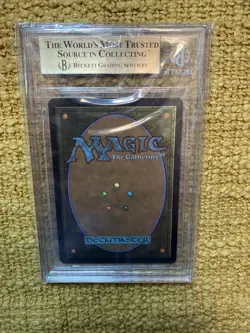 THE WORLD'S MOST TRUSTED
SOURCE IN COLLECTING
BECKETT GRADING SERVICES
MAGIC
The Gathering
DECKMASTER